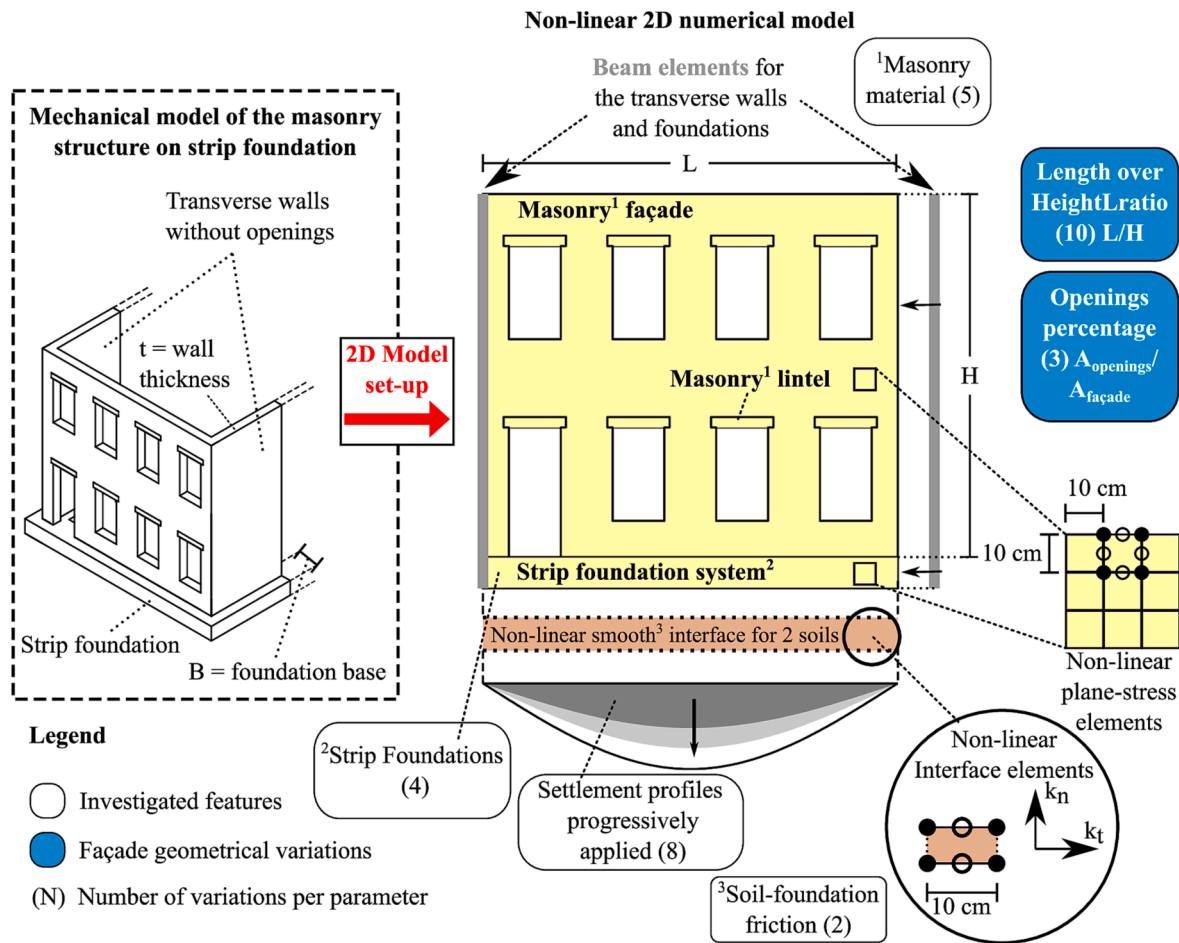 Non-linear 2D numerical model
Mechanical model of the masonry
structure on strip foundation
Transverse walls
without openings
t = wall
thickness
Strip foundation
B = foundation base
2D Model
set-up
Beam elements for
the transverse walls
and foundations
¹Masonry
material (5)
L
Masonry¹ façade
Masonry¹ lintel
H
Strip foundation system²
Non-linear smooth³ interface for 2 soils
Length over
HeightLratio
(10) L/H
Openings
percentage
(3) Aopenings/
Afaçade
10 cm
10 cm
Non-linear
plane-stress
elements
²Strip Foundations
(4)
Settlement profiles
progressively
applied (8)
³Soil-foundation
friction (2)
Non-linear
Interface elements
kn
kt
10 cm
Legend
Investigated features
Façade geometrical variations
(N) Number of variations per parameter